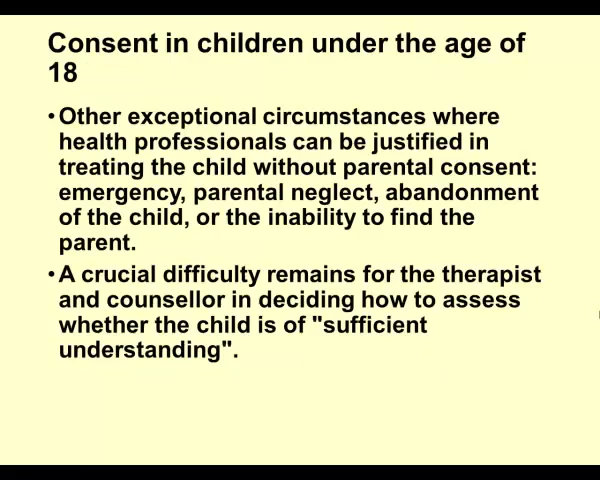 Consent in children under the age of
18
•Other exceptional circumstances where
health professionals can be justified in
treating the child without parental consent:
emergency, parental neglect, abandonment
of the child, or the inability to find the
parent.
•A crucial difficulty remains for the therapist
and counsellor in deciding how to assess
whether the child is of "sufficient
understanding".